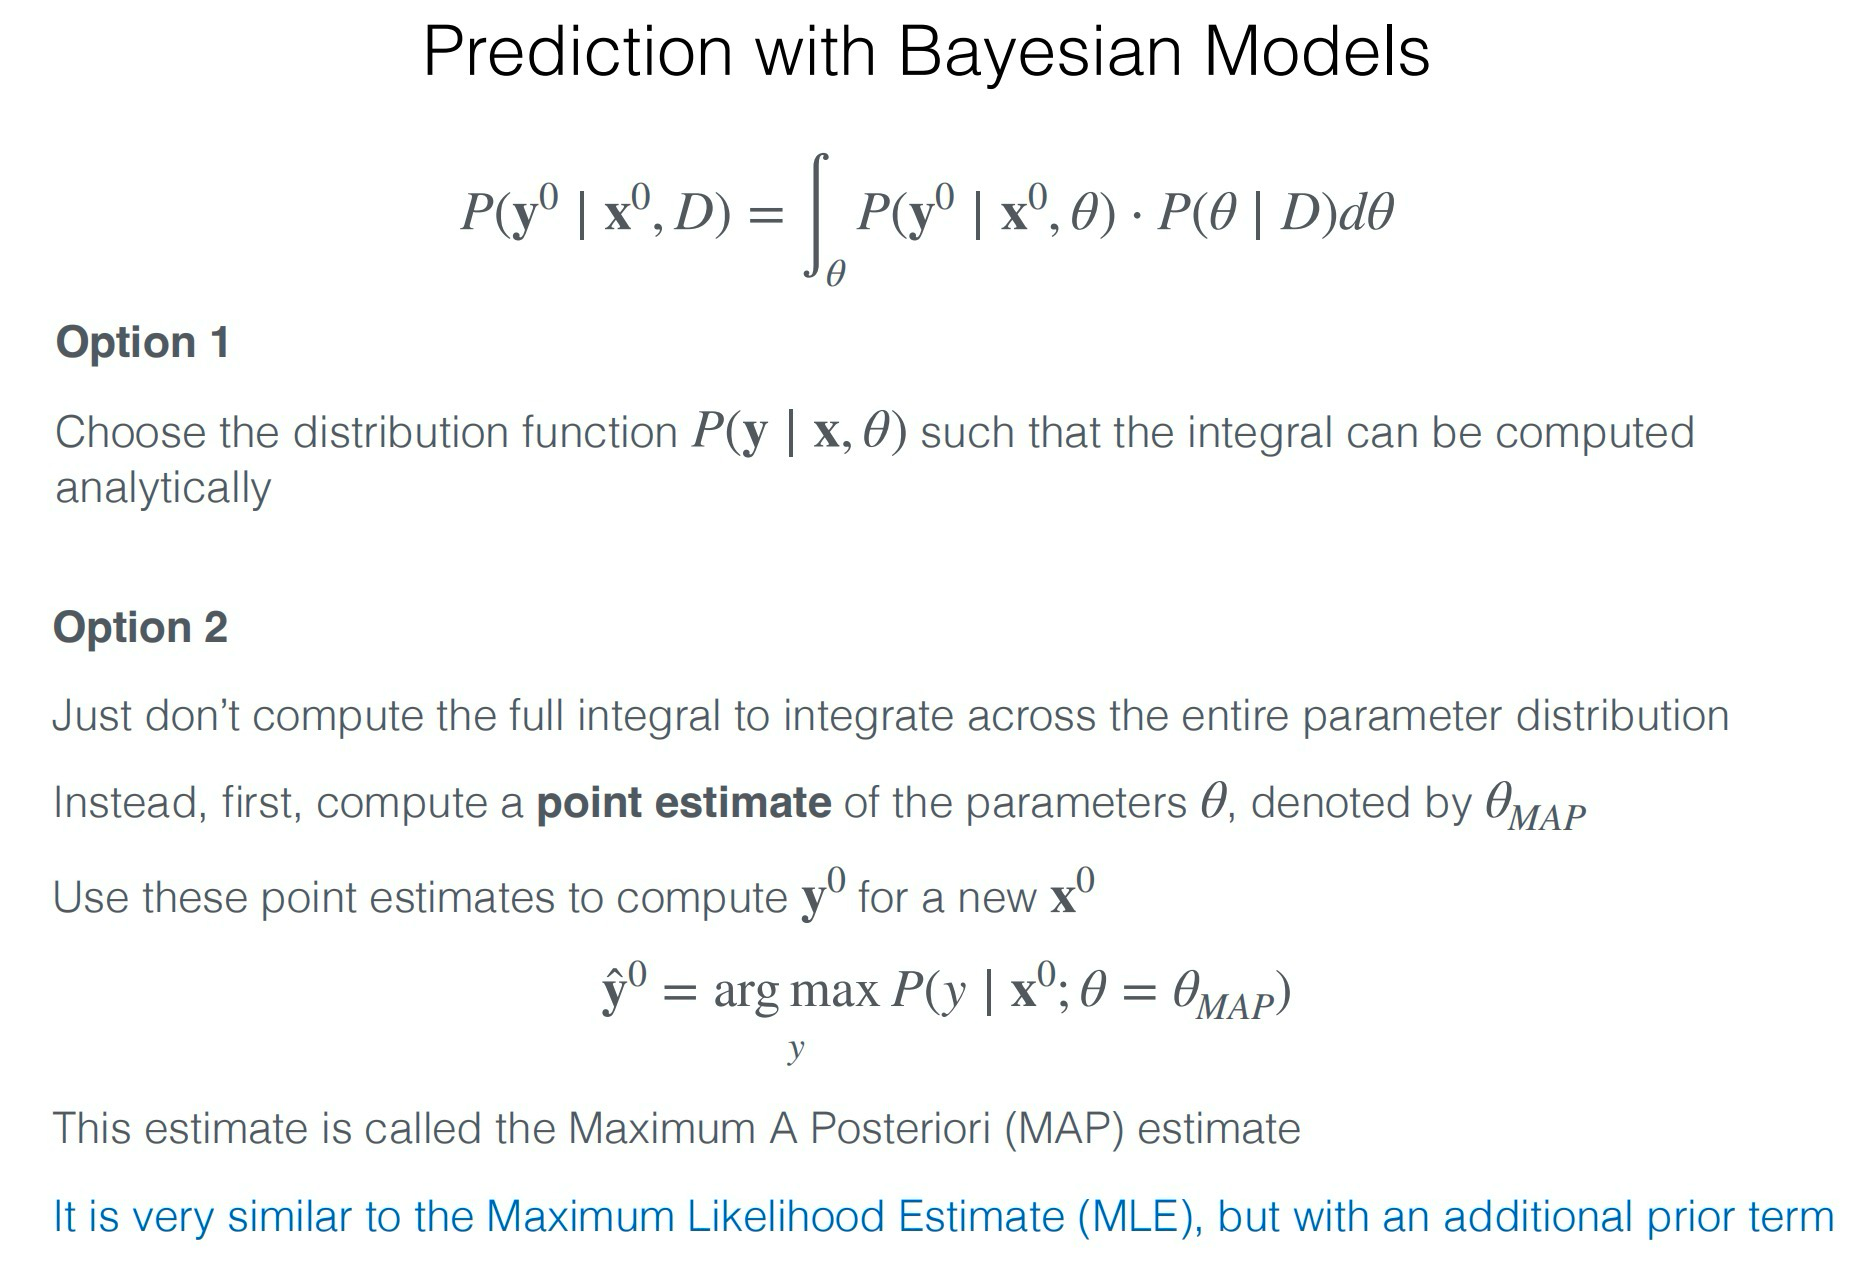 Prediction with Bayesian Models
P(y⁰ | x⁰, D) = ∫_θ P(y⁰ | x⁰, θ) · P(θ | D)dθ
Option 1
Choose the distribution function P(y | x, θ) such that the integral can be computed
analytically
Option 2
Just don’t compute the full integral to integrate across the entire parameter distribution
Instead, first, compute a point estimate of the parameters θ, denoted by θ_MAP
Use these point estimates to compute y⁰ for a new x⁰
ŷ⁰ = arg max P(y | x⁰; θ = θ_MAP)
y
This estimate is called the Maximum A Posteriori (MAP) estimate
It is very similar to the Maximum Likelihood Estimate (MLE), but with an additional prior term